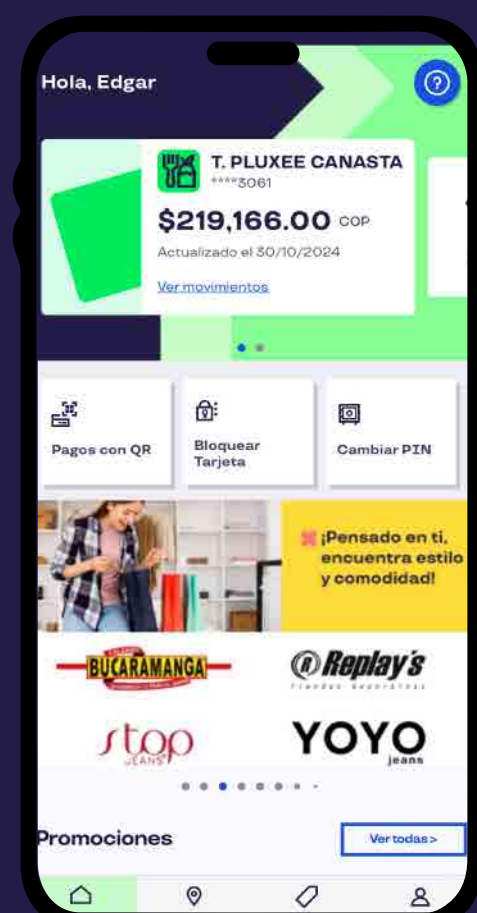 Hola, Edgar
T. PLUXEE CANASTA
****3061
$219,166.00 COP
Actualizado el 30/10/2024
Ver movimientos
Pagos con QR
Bloquear
Tarjeta
Cambiar PIN
¡Pensado en ti,
encuentra estilo
y comodidad!
BUCARAMANGA
R Replay's
Tiendas deportivas
stop
JEANS
YOYO
jeans
Promociones
Ver todas >